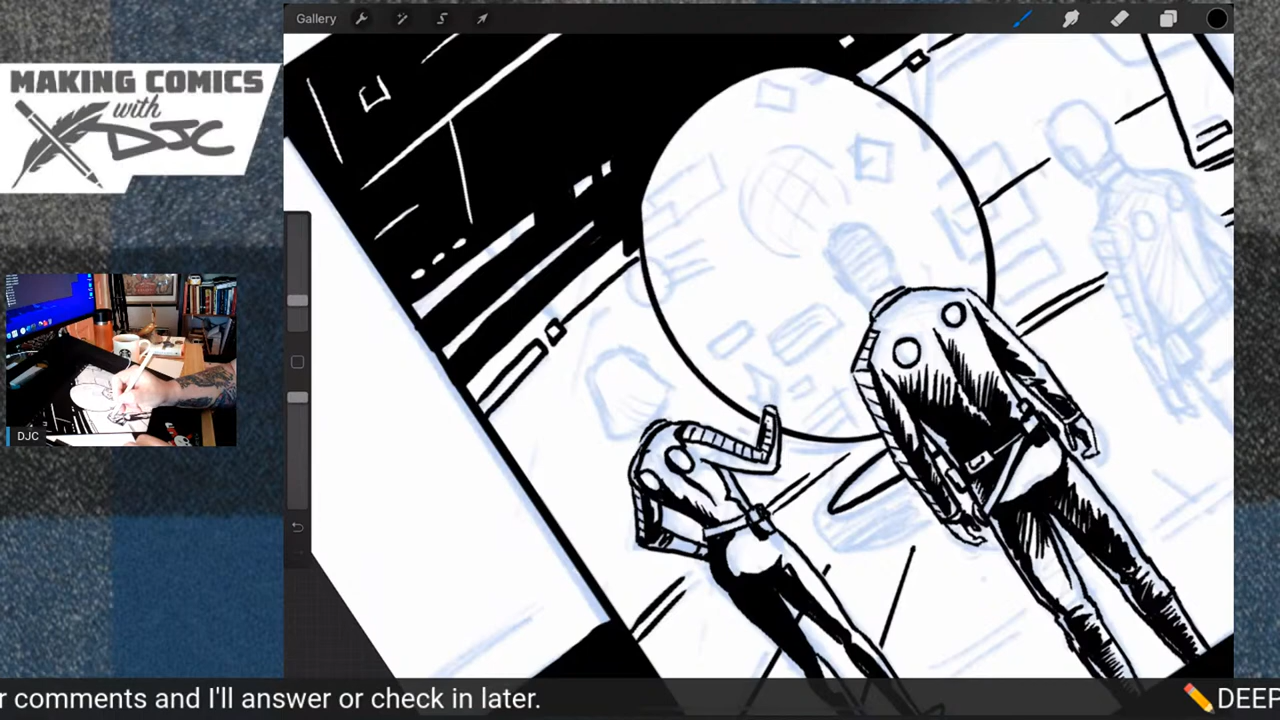 Gallery
MAKING COMICS
with
DJC
DJC
r comments and I'll answer or check in later.
✏️DEEP